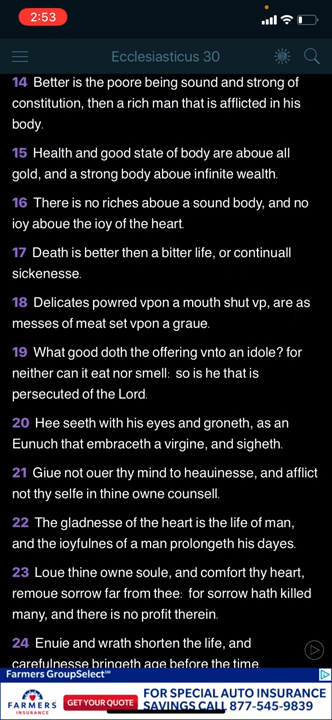 2:53
Ecclesiasticus 30
14 Better is the poore being sound and strong of
constitution, then a rich man that is afflicted in his
body.
15 Health and good state of body are aboue all
gold, and a strong body aboue infinite wealth.
16 There is no riches aboue a sound body, and no
ioy aboue the ioy of the heart.
17 Death is better then a bitter life, or continuall
sickenesse.
18 Delicates powred vpon a mouth shut vp, are as
messes of meat set vpon a graue.
19 What good doth the offering vnto an idole? for
neither can it eat nor smell: so is he that is
persecuted of the Lord.
20 Hee seeth with his eyes and groneth, as an
Eunuch that embraceth a virgine, and sigheth.
21 Giue not ouer thy mind to heauinesse, and afflict
not thy selfe in thine owne counsell.
22 The gladnesse of the heart is the life of man,
and the ioyfulnes of a man prolongeth his dayes.
23 Loue thine owne soule, and comfort thy heart,
remoue sorrow far from thee: for sorrow hath killed
many, and there is no profit therein.
24 Enuie and wrath shorten the life, and
carefulnesse bringeth age before the time.
Farmers GroupSelect℠
FARMERS
INSURANCE
GET YOUR QUOTE
FOR SPECIAL AUTO INSURANCE
SAVINGS CALL 877-545-9839